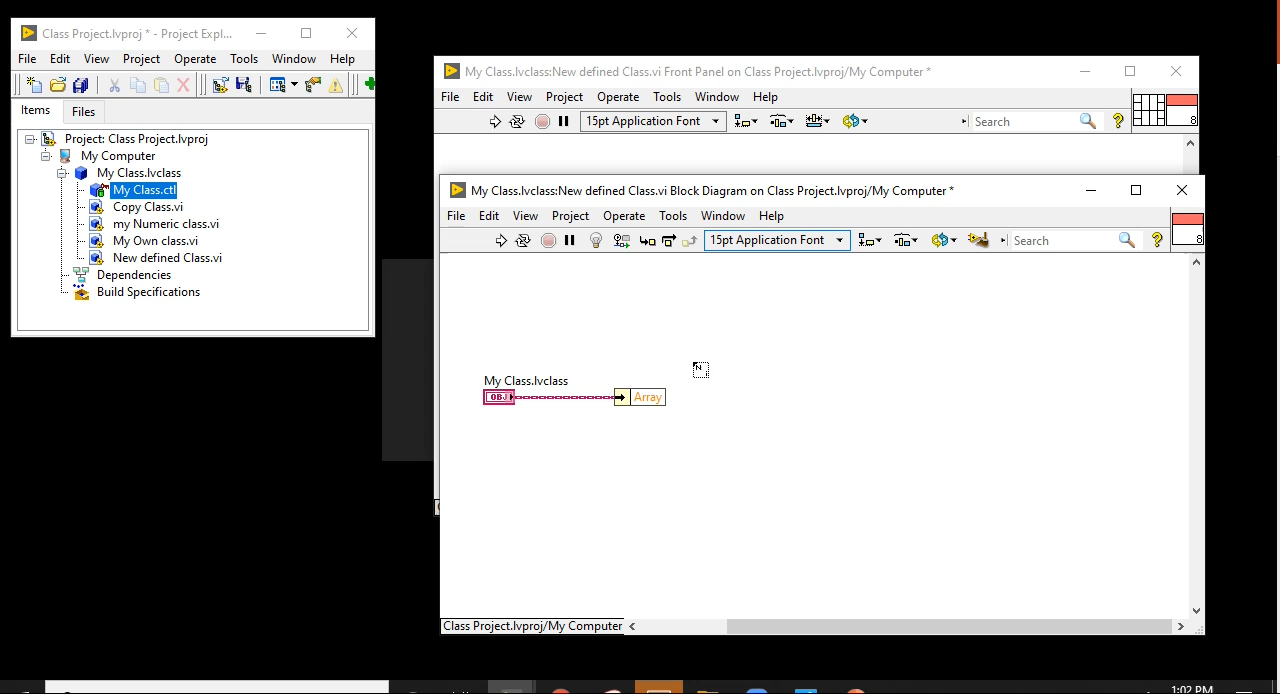 Class Project.lvproj * - Project Expl...
File Edit View Project Operate Tools Window Help
Items Files
Project: Class Project.lvproj
My Computer
My Class.lvclass
My Class.ctl
Copy Class.vi
my Numeric class.vi
My Own class.vi
New defined Class.vi
Dependencies
Build Specifications
My Class.lvclass:New defined Class.vi Front Panel on Class Project.lvproj/My Computer *
File Edit View Project Operate Tools Window Help
15pt Application Font Search ? 8
My Class.lvclass:New defined Class.vi Block Diagram on Class Project.lvproj/My Computer *
File Edit View Project Operate Tools Window Help
15pt Application Font Search ? 8
My Class.lvclass
OBJ Array
Class Project.lvproj/My Computer
1:02 PM